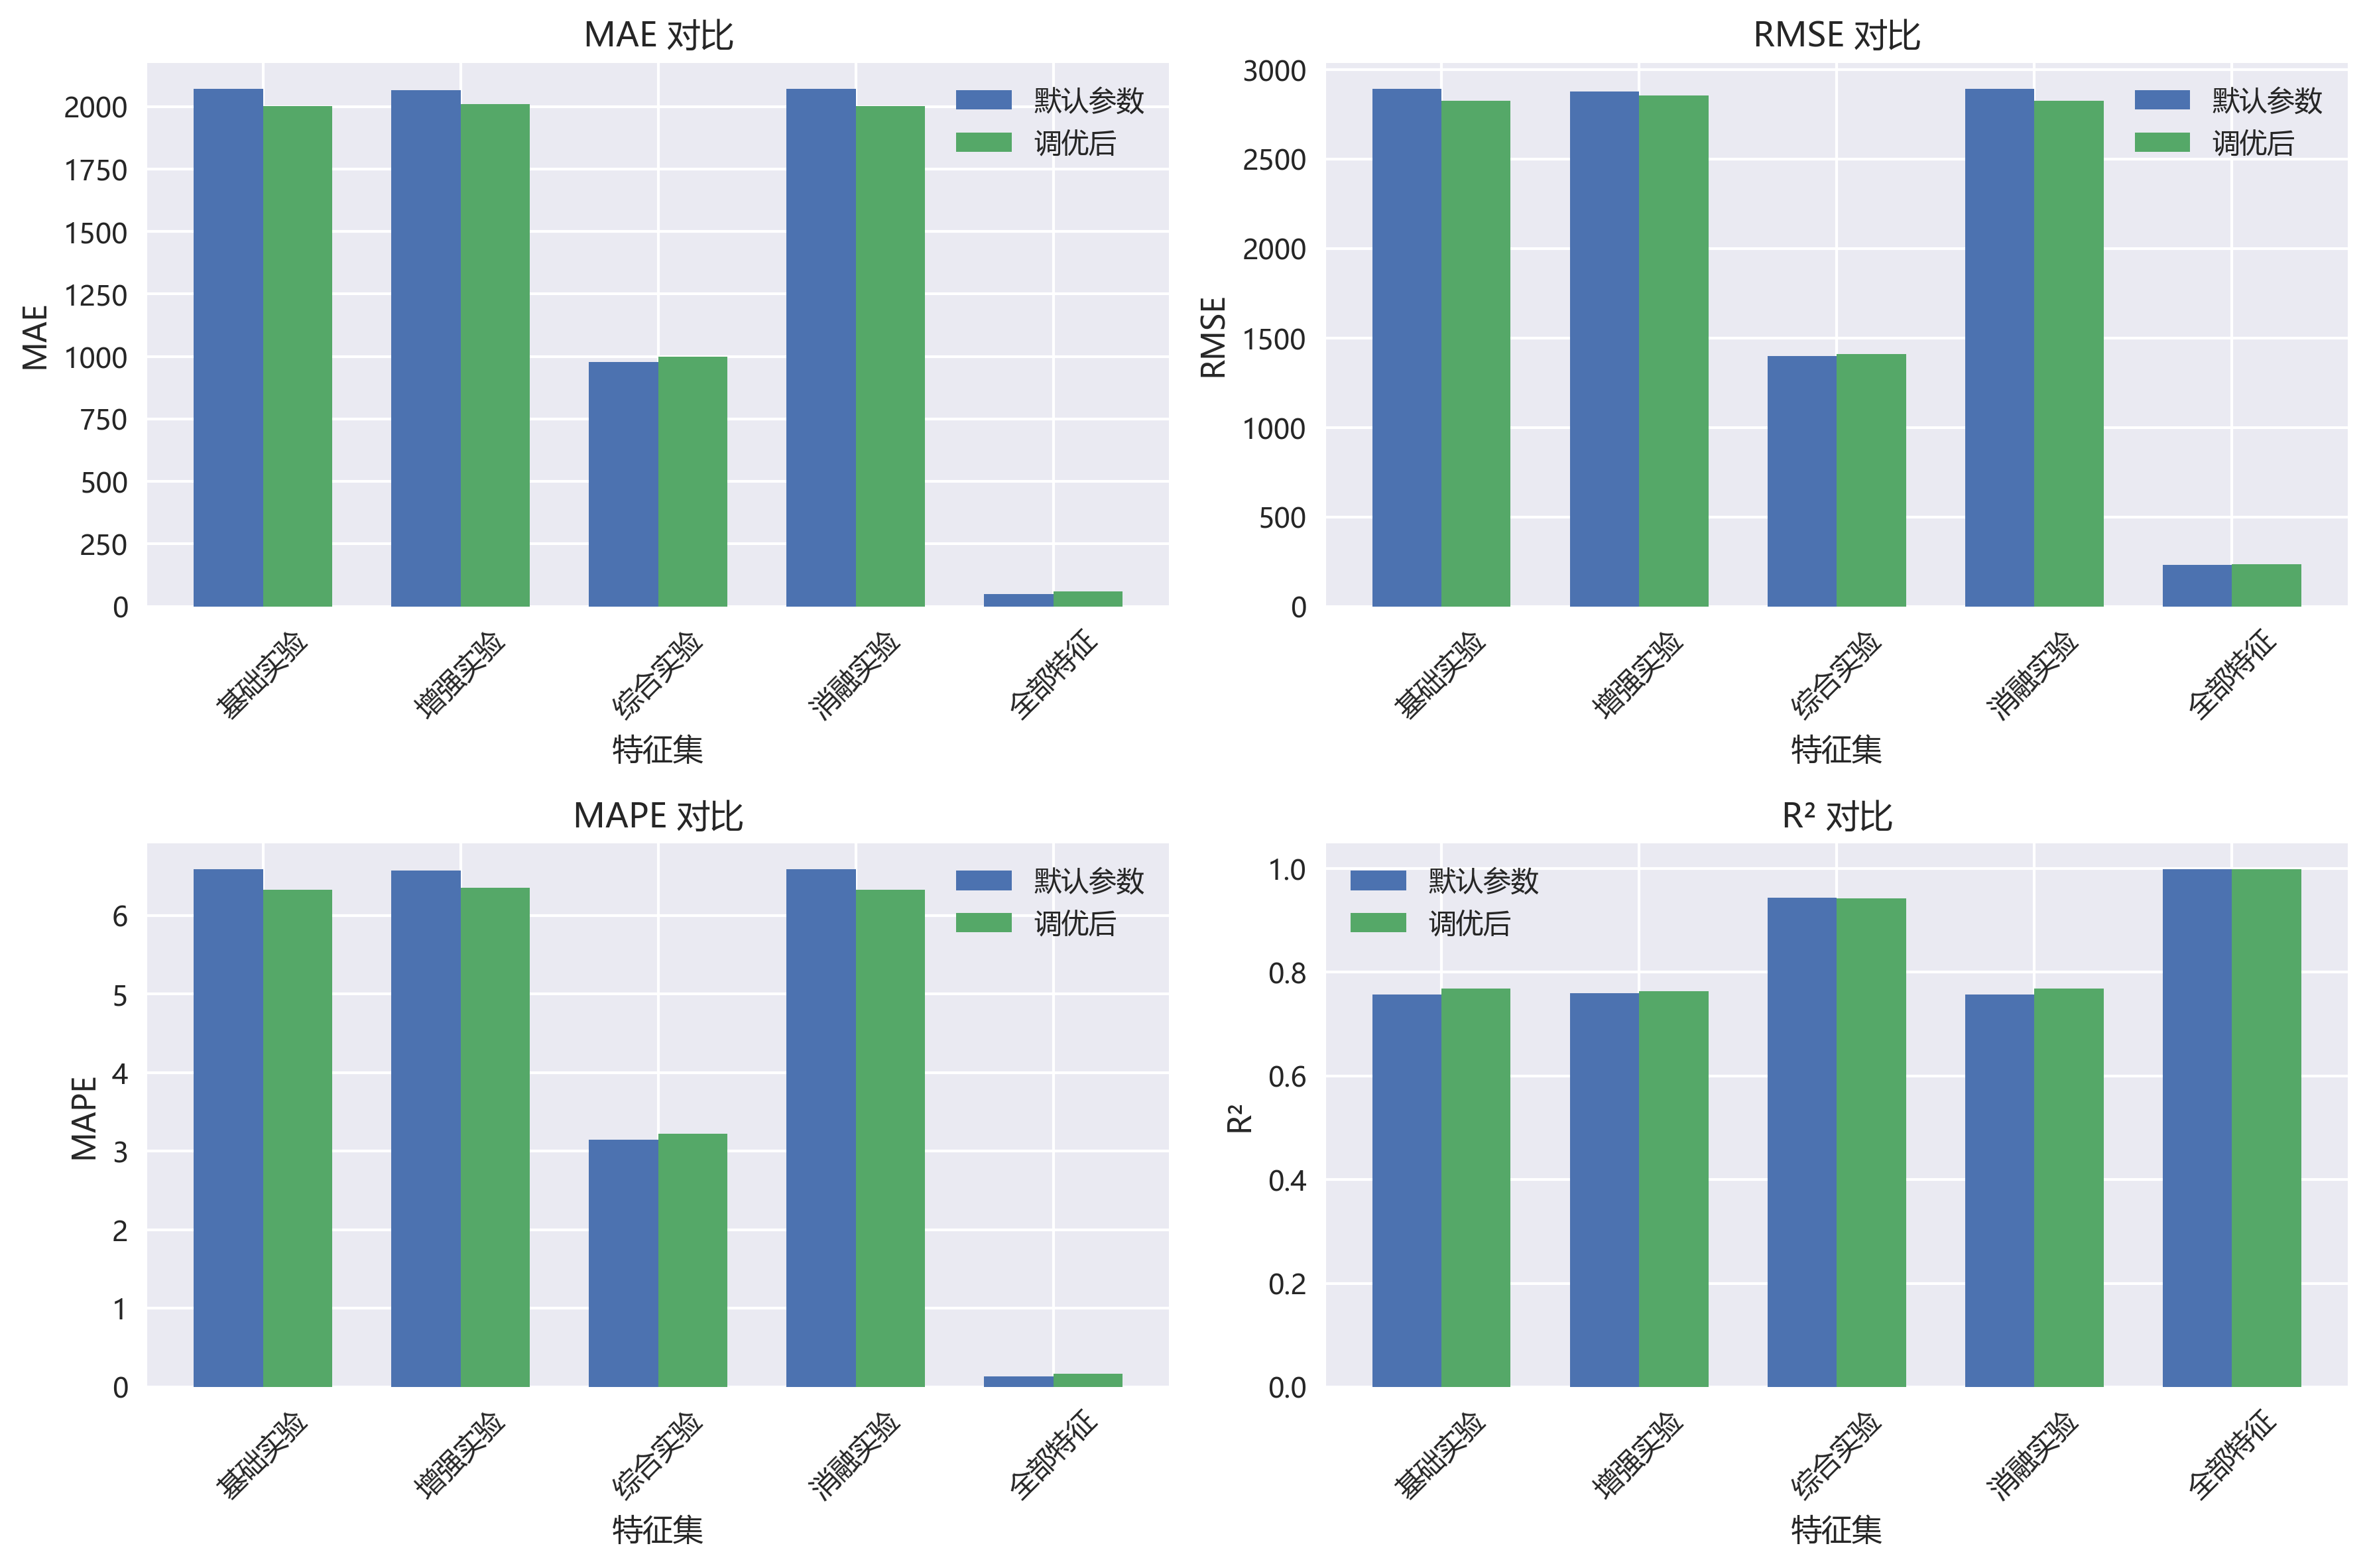 MAE 对比
MAE
2000
1750
1500
1250
1000
750
500
250
0
默认参数
调优后
基础实验
增强实验
综合实验
消融实验
全部特征
特征集
RMSE 对比
RMSE
3000
2500
2000
1500
1000
500
0
默认参数
调优后
基础实验
增强实验
综合实验
消融实验
全部特征
特征集
MAPE 对比
MAPE
6
5
4
3
2
1
0
默认参数
调优后
基础实验
增强实验
综合实验
消融实验
全部特征
特征集
R² 对比
R²
1.0
0.8
0.6
0.4
0.2
0.0
默认参数
调优后
基础实验
增强实验
综合实验
消融实验
全部特征
特征集